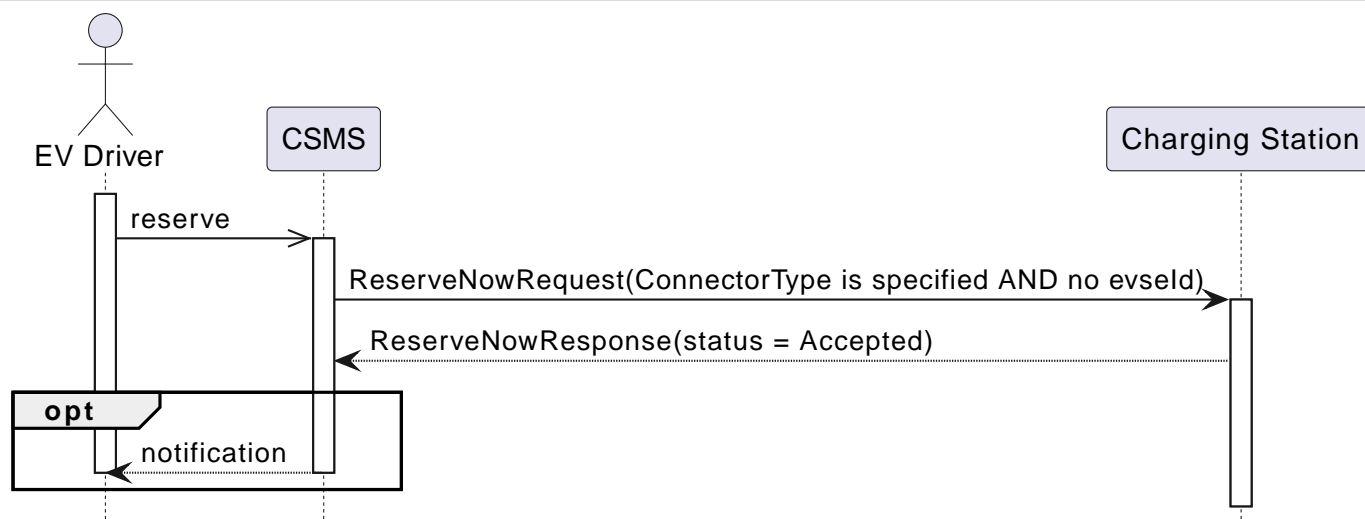 EV Driver
CSMS
Charging Station
reserve
ReserveNowRequest(ConnectorType is specified AND no evseId)
ReserveNowResponse(status = Accepted)
opt
notification